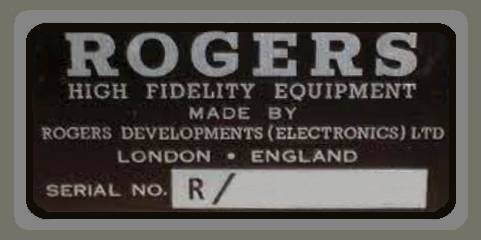 ROGERS
HIGH FIDELITY EQUIPMENT
MADE BY
ROGERS DEVELOPMENTS (ELECTRONICS) LTD
LONDON • ENGLAND
SERIAL NO. R/